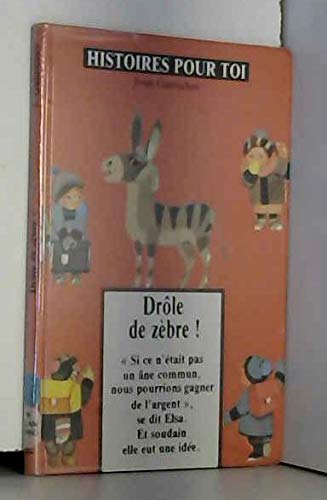 HISTOIRES POUR TOI
Drôle
de zèbre !
« Si ce n'était pas
un âne commun,
nous pourrions gagner
de l'argent »,
se dit Elsa.
Et soudain
elle eut une idée.